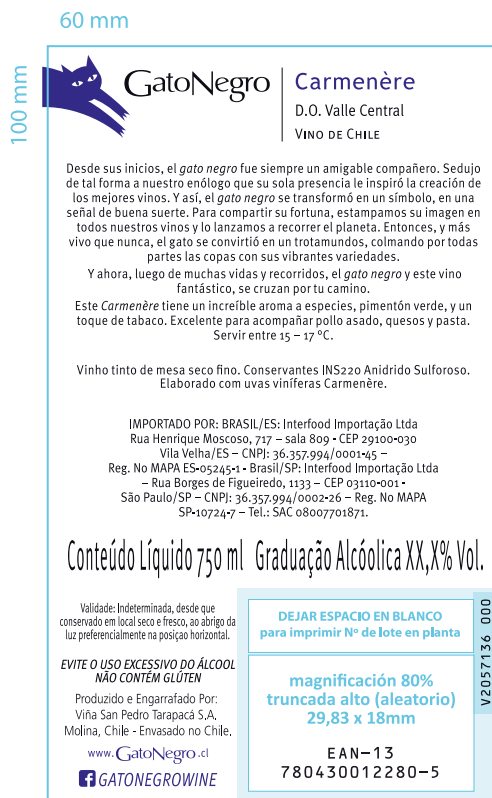 60 mm
100 mm
GatoNegro
Carmenère
D.O. Valle Central
VINO DE CHILE
Desde sus inicios, el gato negro fue siempre un amigable compañero. Sedujo
de tal forma a nuestro enólogo que su sola presencia le inspiró la creación de
los mejores vinos. Y así, el gato negro se transformó en un símbolo, en una
señal de buena suerte. Para compartir su fortuna, estampamos su imagen en
todos nuestros vinos y lo lanzamos a recorrer el planeta. Entonces, y más
vivo que nunca, el gato se convirtió en un trotamundos, colmando por todas
partes las copas con sus vibrantes variedades.
Y ahora, luego de muchas vidas y recorridos, el gato negro y este vino
fantástico, se cruzan por tu camino.
Este Carmenère tiene un increíble aroma a especies, pimentón verde, y un
toque de tabaco. Excelente para acompañar pollo asado, quesos y pasta.
Servir entre 15 – 17 °C.
Vinho tinto de mesa seco fino. Conservantes INS220 Anidrido Sulforoso.
Elaborado com uvas viníferas Carmenère.
IMPORTADO POR: BRASIL/ES: Interfood Importação Ltda
Rua Henrique Moscoso, 717 – sala 809 - CEP 29100-030
Vila Velha/ES – CNPJ: 36.357.994/0001-45 –
Reg. No MAPA ES-05245-1 - Brasil/SP: Interfood Importação Ltda
– Rua Borges de Figueiredo, 1133 – CEP 03110-001 -
São Paulo/SP – CNPJ: 36.357.994/0002-26 – Reg. No MAPA
SP-10724-7 – Tel.: SAC 08007701871.
Conteúdo Líquido 750 ml Graduação Alcóolica XX,X% Vol.
Validade: Indeterminada, desde que
conservado em local seco e fresco, ao abrigo da
luz preferencialmente na posiçao horizontal.
EVITE O USO EXCESSIVO DO ÁLCOOL
NÃO CONTÉM GLÚTEN
Produzido e Engarrafado Por:
Viña San Pedro Tarapacá S.A.
Molina, Chile - Envasado no Chile.
www.GatoNegro.cl
f GATONEGROWINE
DEJAR ESPACIO EN BLANCO
para imprimir Nº de lote en planta
magnificación 80%
truncada alto (aleatorio)
29,83 x 18mm
EAN-13
780430012280-5
V2057136 000